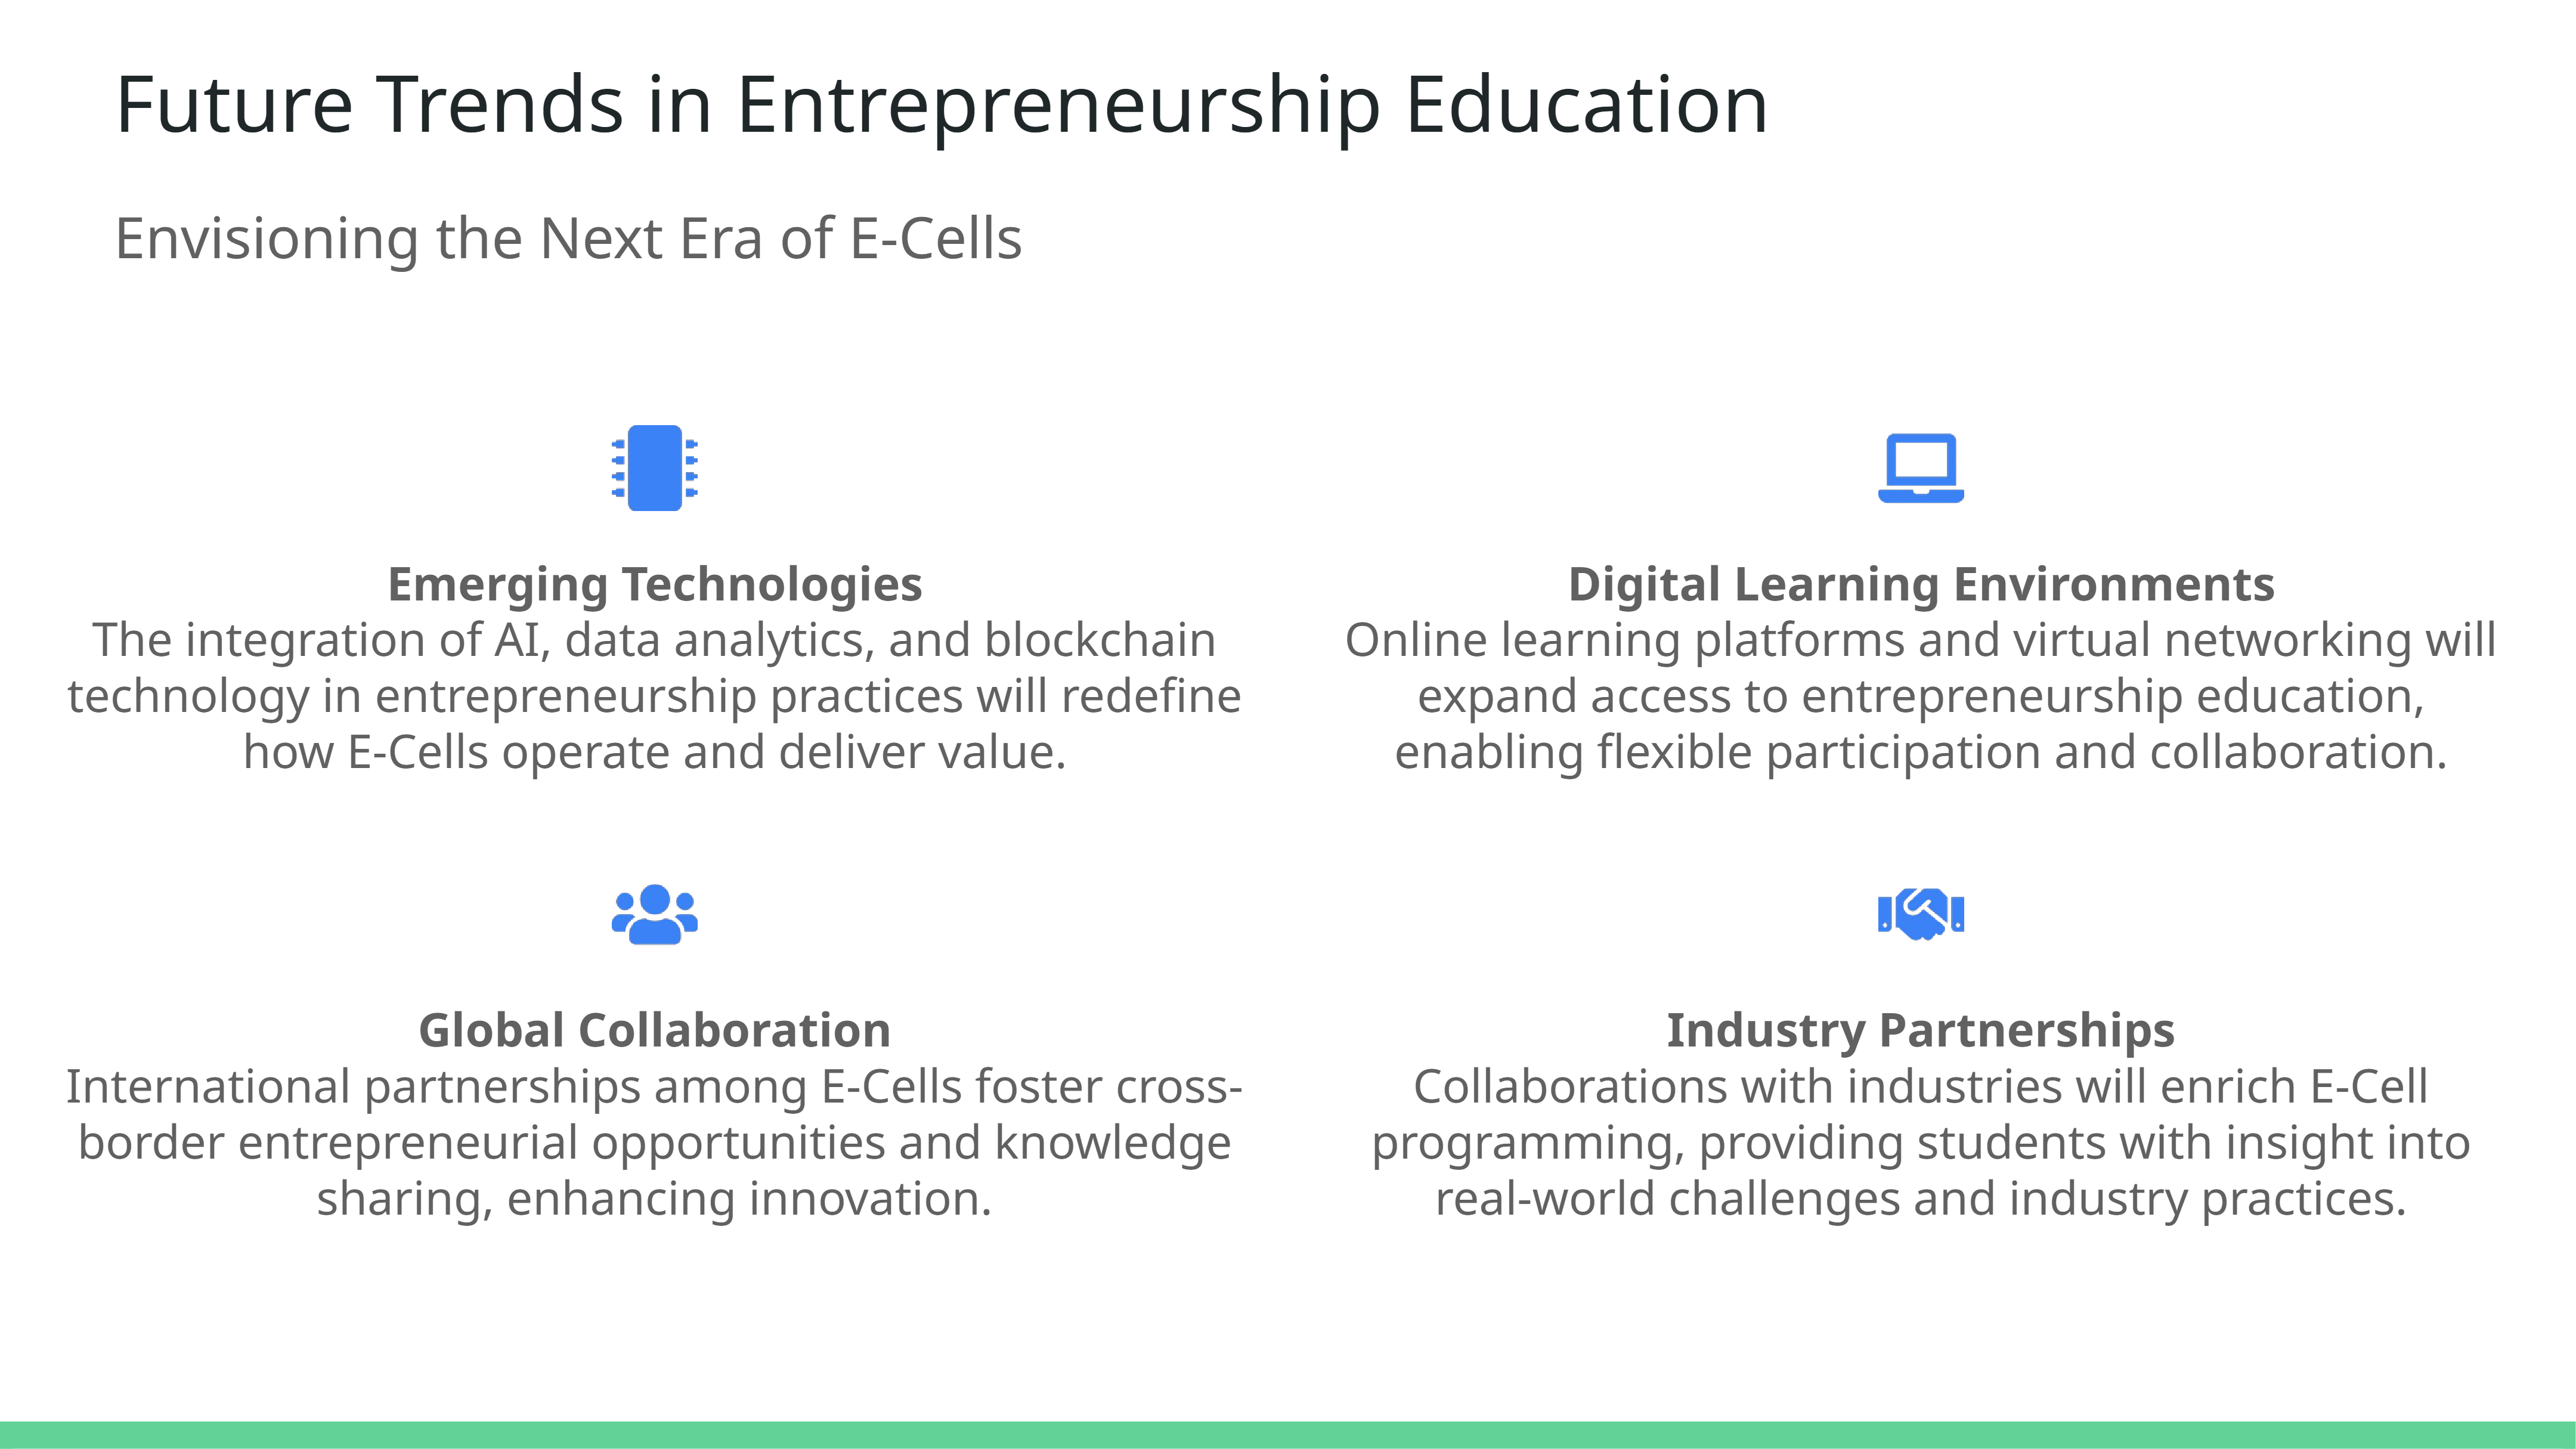 Future Trends in Entrepreneurship Education
Envisioning the Next Era of E-Cells
Emerging Technologies
The integration of AI, data analytics, and blockchain
technology in entrepreneurship practices will redefine
how E-Cells operate and deliver value.
Digital Learning Environments
Online learning platforms and virtual networking will
expand access to entrepreneurship education,
enabling flexible participation and collaboration.
Global Collaboration
International partnerships among E-Cells foster cross-
border entrepreneurial opportunities and knowledge
sharing, enhancing innovation.
Industry Partnerships
Collaborations with industries will enrich E-Cell
programming, providing students with insight into
real-world challenges and industry practices.